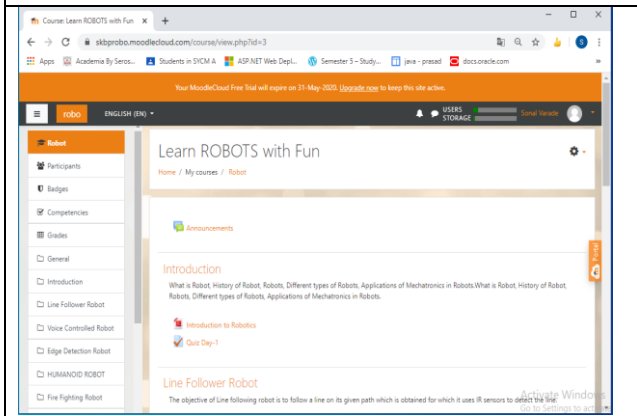 Course: Learn ROBOTS with Fun
skbprobo.moodlecloud.com/course/view.php?id=3
Apps Academia By Seros... Students in SYCM A ASP.NET Web Depl... Semester 5 – Study... java - prasad docs.oracle.com
Your MoodleCloud Free Trial will expire on 31-May-2020. Upgrade now to keep this site active.
robo ENGLISH (EN) USERS STORAGE Sonal Varade
Robot
Participants
Badges
Competencies
Grades
General
Introduction
Line Follower Robot
Voice Controlled Robot
Edge Detection Robot
HUMANOID ROBOT
Fire Fighting Robot
Learn ROBOTS with Fun
Home / My courses / Robot
Announcements
Introduction
What is Robot, History of Robot, Robots, Different types of Robots, Applications of Mechatronics in Robots.What is Robot, History of Robot,
Robots, Different types of Robots, Applications of Mechatronics in Robots.
Introduction to Robotics
Quiz Day-1
Line Follower Robot
The objective of Line following robot is to follow a line on its given path which is obtained for which it uses IR sensors to detect the line.
Portal
Activate Windows
Go to Settings to act